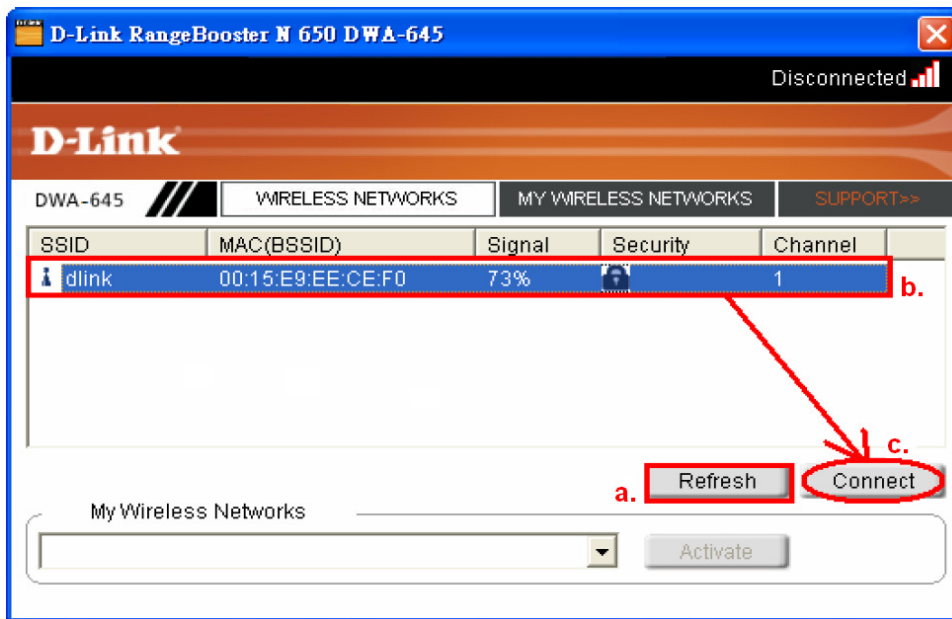 D-Link RangeBooster N 650 DWA-645
Disconnected
D-Link
DWA-645 WIRELESS NETWORKS MY WIRELESS NETWORKS SUPPORT>>
SSID MAC(BSSID) Signal Security Channel
dlink 00:15:E9:EE:CE:F0 73% 1
b.
c.
a. Refresh Connect
My Wireless Networks
Activate